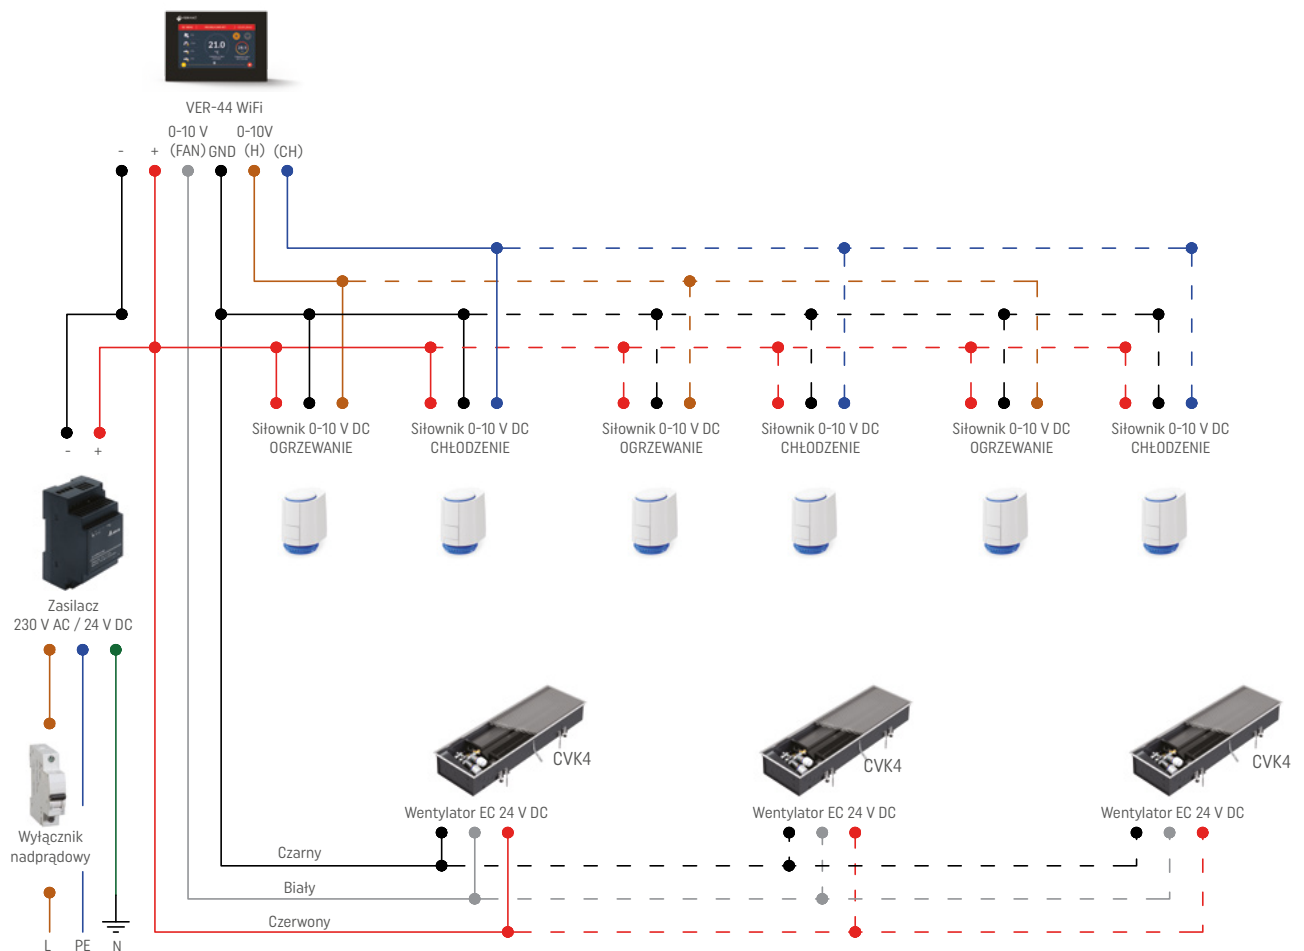 21.0
VER-44 WiFi
0-10 V 0-10V
- + (FAN) GND (H) (CH)
Siłownik 0-10 V DC
OGRZEWANIE
Siłownik 0-10 V DC
CHŁODZENIE
Siłownik 0-10 V DC
OGRZEWANIE
Siłownik 0-10 V DC
CHŁODZENIE
Siłownik 0-10 V DC
OGRZEWANIE
Siłownik 0-10 V DC
CHŁODZENIE
- +
Zasilacz
230 V AC / 24 V DC
CVK4
CVK4
CVK4
Wentylator EC 24 V DC
Wentylator EC 24 V DC
Wentylator EC 24 V DC
Wyłącznik
nadprądowy
Czarny
Biały
Czerwony
L PE N